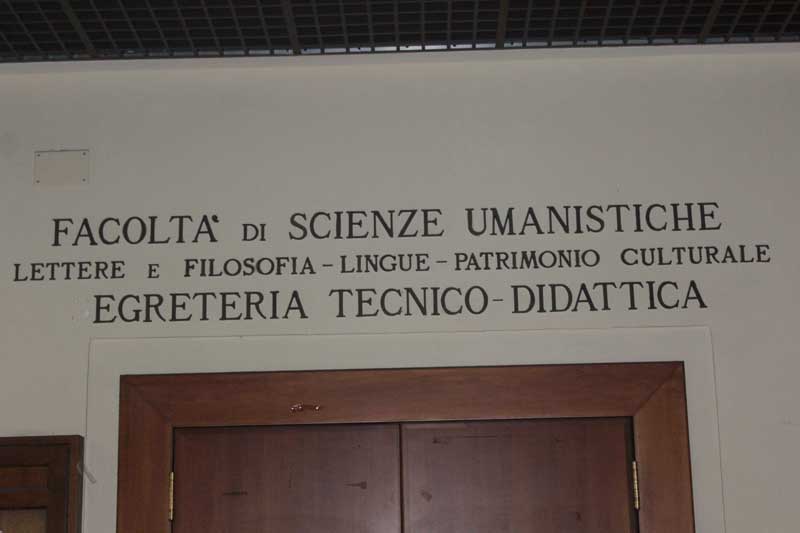 FACOLTA' DI SCIENZE UMANISTICHE
LETTERE E FILOSOFIA - LINGUE - PATRIMONIO CULTURALE
EGRETERIA TECNICO - DIDATTICA